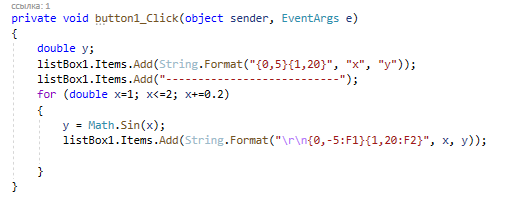 ссылка: 1
private void button1_Click(object sender, EventArgs e)
{
double y;
listBox1.Items.Add(String.Format("{0,5}{1,20}", "x", "y"));
listBox1.Items.Add("---------------------------");
for (double x=1; x<=2; x+=0.2)
{
y = Math.Sin(x);
listBox1.Items.Add(String.Format("\r\n{0,-5:F1}{1,20:F2}", x, y));
}
}